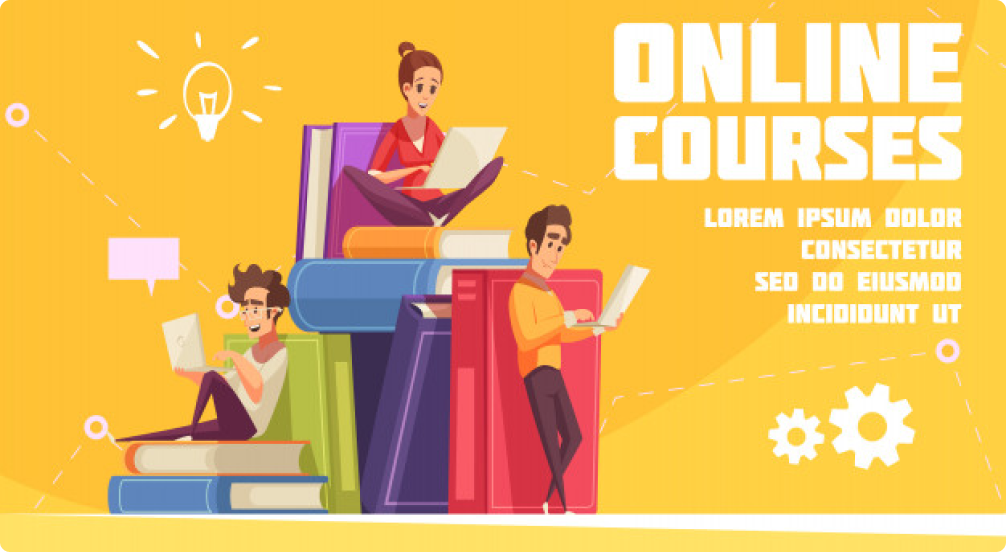 ONLINE
COURSES
LOREM IPSUM DOLOR
CONSECTETUR
SED DO EIUSMOD
INCIDIDUNT UT